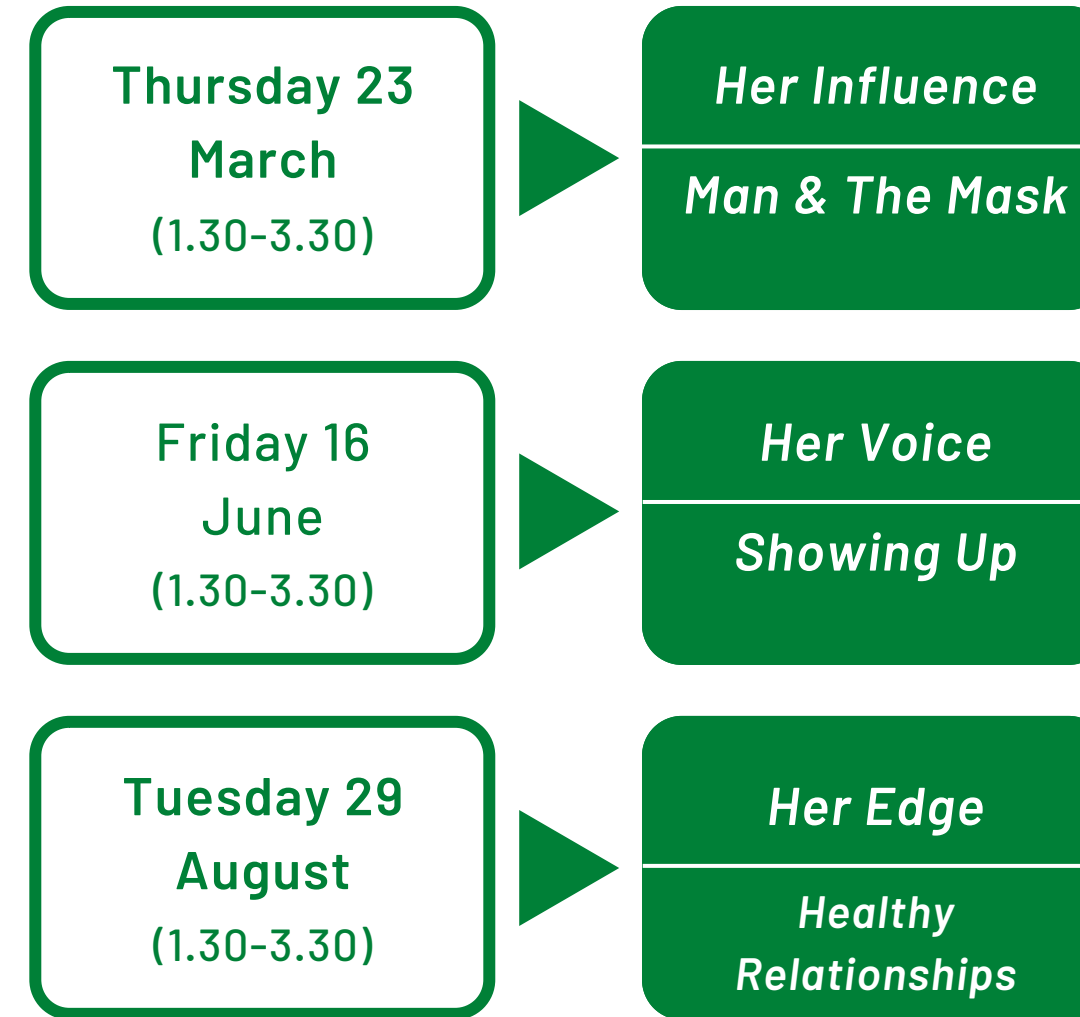 Thursday 23
March
(1.30-3.30)
Her Influence
Man & The Mask
Friday 16
June
(1.30-3.30)
Her Voice
Showing Up
Tuesday 29
August
(1.30-3.30)
Her Edge
Healthy
Relationships